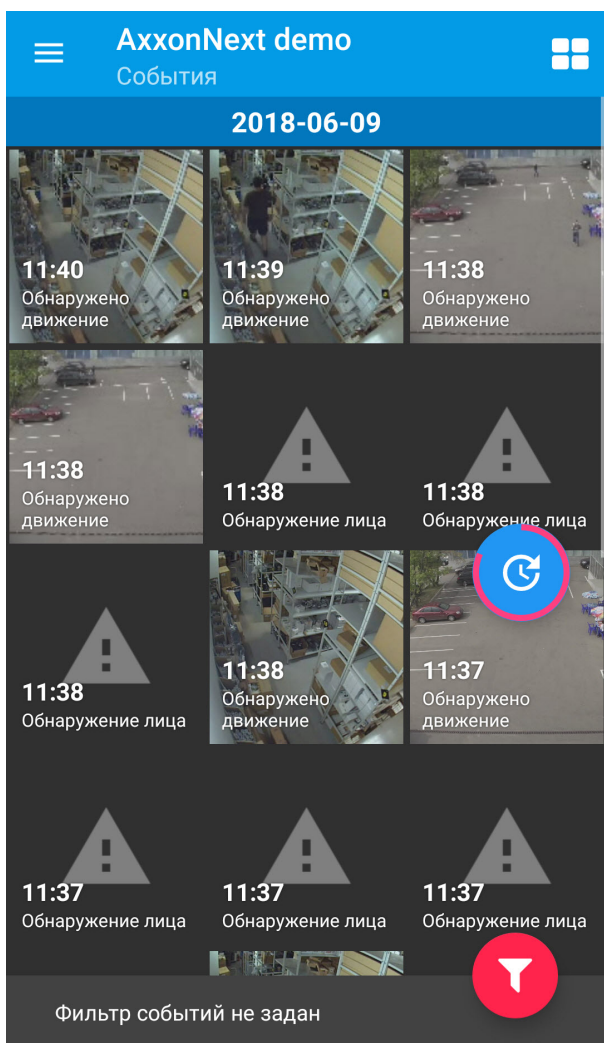 AxxonNext demo
События
2018-06-09
11:40
Обнаружено
движение
11:39
Обнаружено
движение
11:38
Обнаружено
движение
11:38
Обнаружено
движение
11:38
Обнаружение лица
11:38
Обнаружение лица
11:38
Обнаружение лица
11:38
Обнаружено
движение
11:37
Обнаружено
движение
11:37
Обнаружение лица
11:37
Обнаружение лица
11:37
Обнаружение лица
Фильтр событий не задан